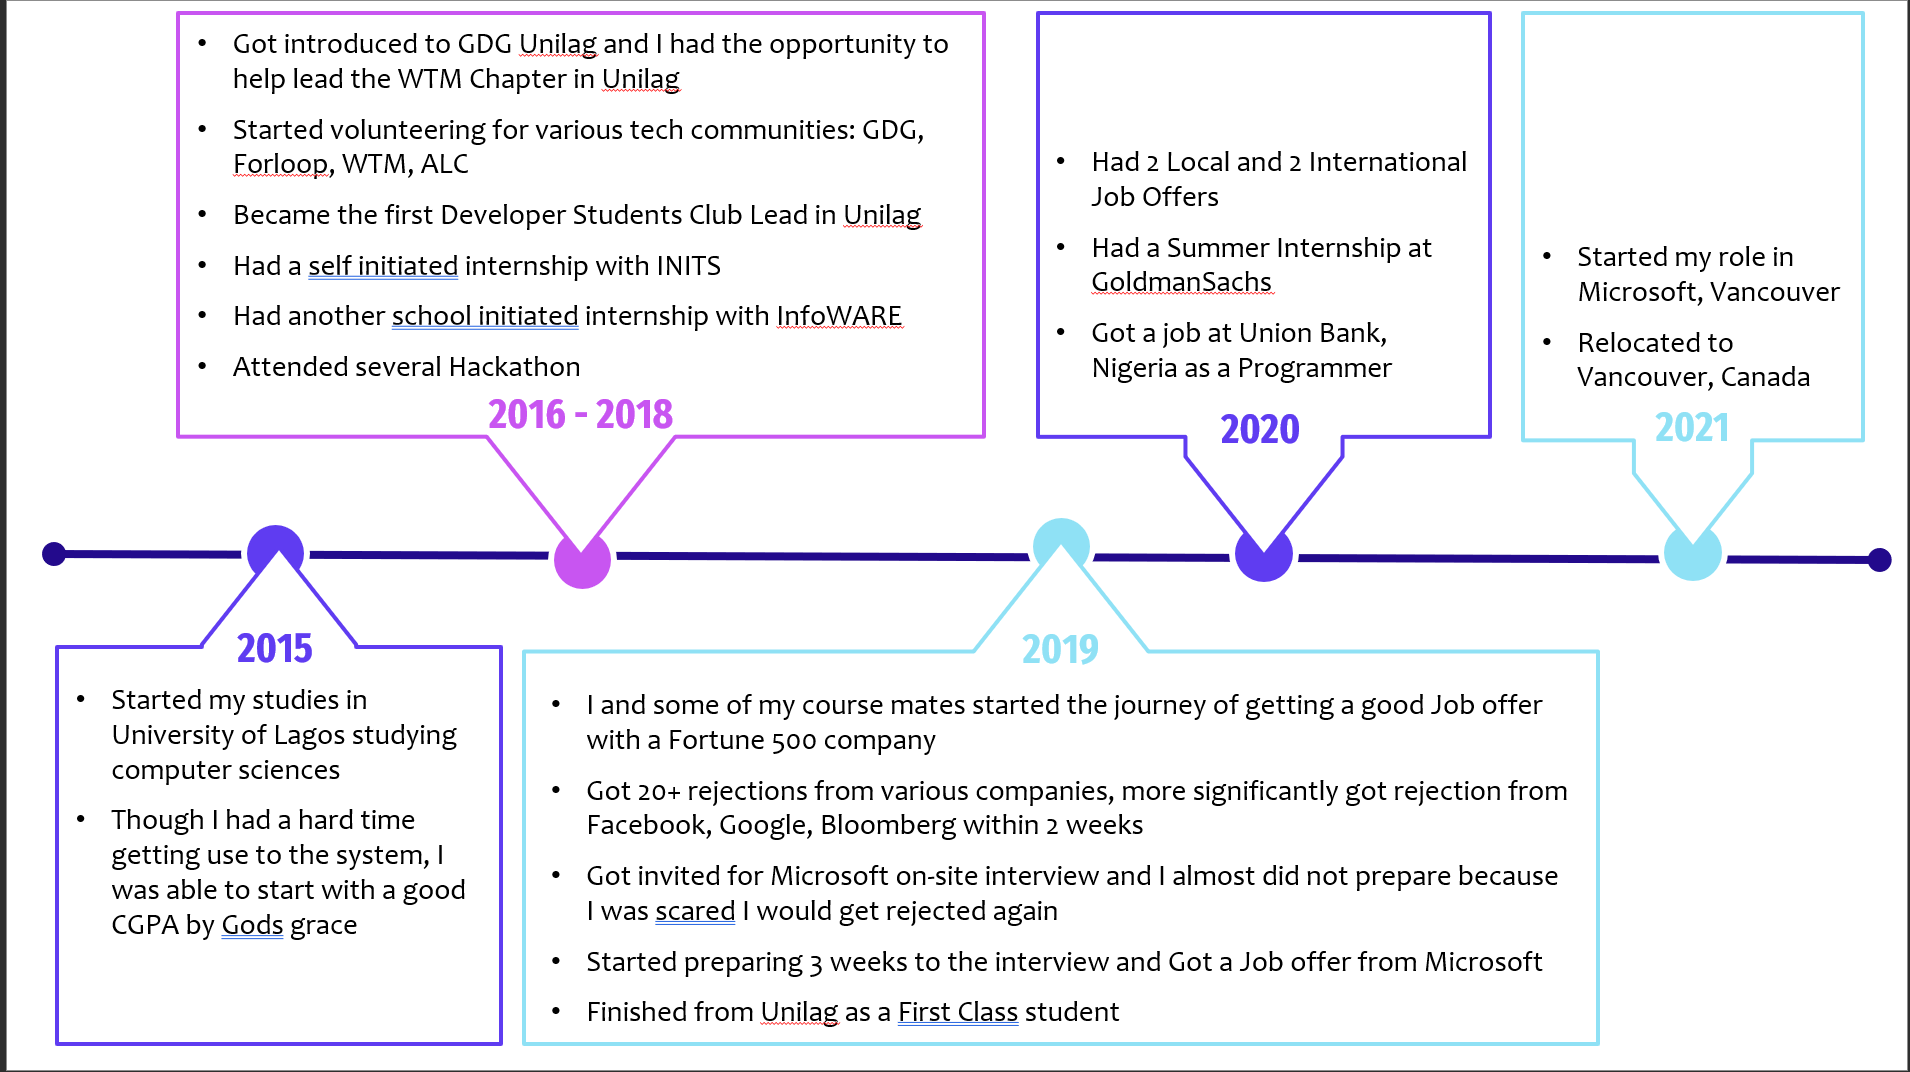 • Got introduced to GDG Unilag and I had the opportunity to
help lead the WTM Chapter in Unilag
• Started volunteering for various tech communities: GDG,
Forloop, WTM, ALC
• Became the first Developer Students Club Lead in Unilag
• Had a self initiated internship with INITS
• Had another school initiated internship with InfoWARE
• Attended several Hackathon
2016 - 2018
• Had 2 Local and 2 International
Job Offers
• Had a Summer Internship at
GoldmanSachs
• Got a job at Union Bank,
Nigeria as a Programmer
2020
• Started my role in
Microsoft, Vancouver
• Relocated to
Vancouver, Canada
2021
2015
• Started my studies in
University of Lagos studying
computer sciences
• Though I had a hard time
getting use to the system, I
was able to start with a good
CGPA by Gods grace
2019
• I and some of my course mates started the journey of getting a good Job offer
with a Fortune 500 company
• Got 20+ rejections from various companies, more significantly got rejection from
Facebook, Google, Bloomberg within 2 weeks
• Got invited for Microsoft on-site interview and I almost did not prepare because
I was scared I would get rejected again
• Started preparing 3 weeks to the interview and Got a Job offer from Microsoft
• Finished from Unilag as a First Class student